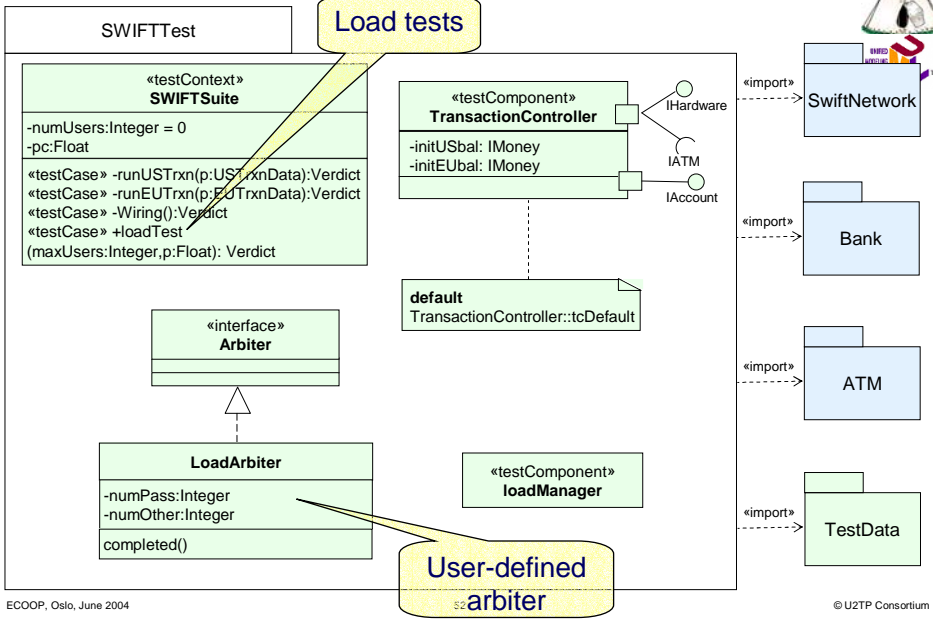 SWIFTTest
Load tests
«testContext»
SWIFTSuite
-numUsers:Integer = 0
-pc:Float
«testCase» -runUSTrxn(p:USTrxnData):Verdict
«testCase» -runEUTrxn(p:EUTrxnData):Verdict
«testCase» -Wiring():Verdict
«testCase» +loadTest
(maxUsers:Integer,p:Float): Verdict
«testComponent»
TransactionController
-initUSbal: IMoney
-initEUbal: IMoney
IHardware
IATM
IAccount
default
TransactionController::tcDefault
«interface»
Arbiter
LoadArbiter
-numPass:Integer
-numOther:Integer
completed()
«testComponent»
loadManager
User-defined
arbiter
UNIFIED
«import»
SwiftNetwork
«import»
Bank
«import»
ATM
«import»
TestData
ECOOP, Oslo, June 2004
52
© U2TP Consortium